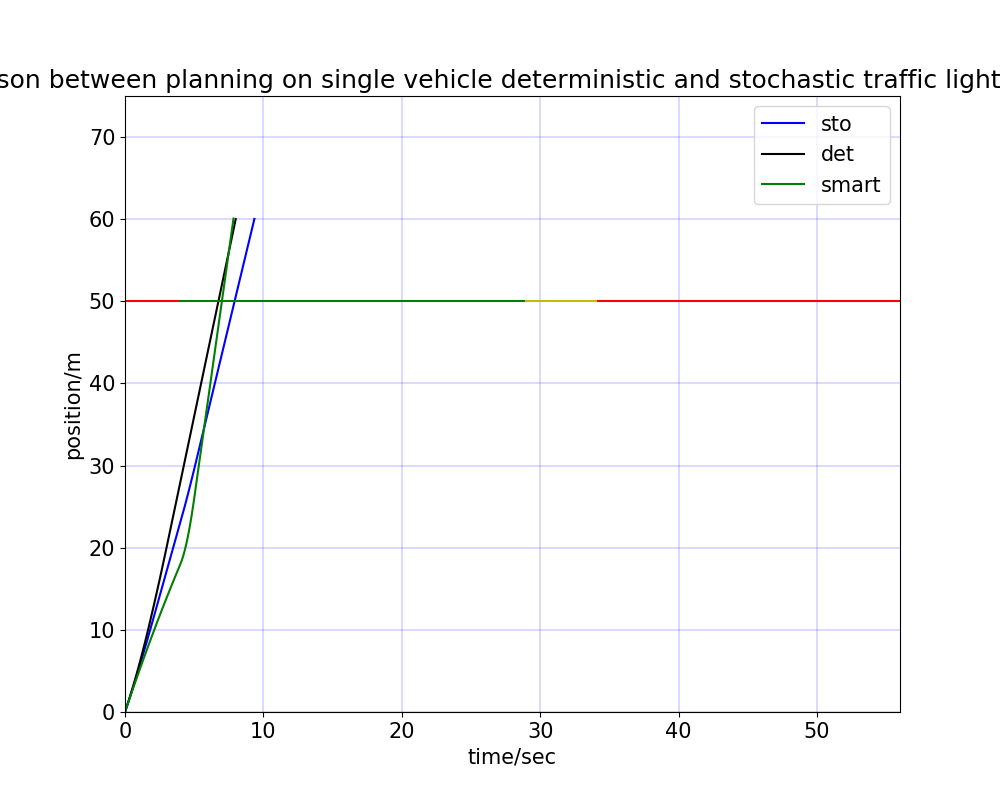 son between planning on single vehicle deterministic and stochastic traffic light
sto
det
smart
70
60
50
40
30
20
10
0
position/m
0 10 20 30 40 50
time/sec